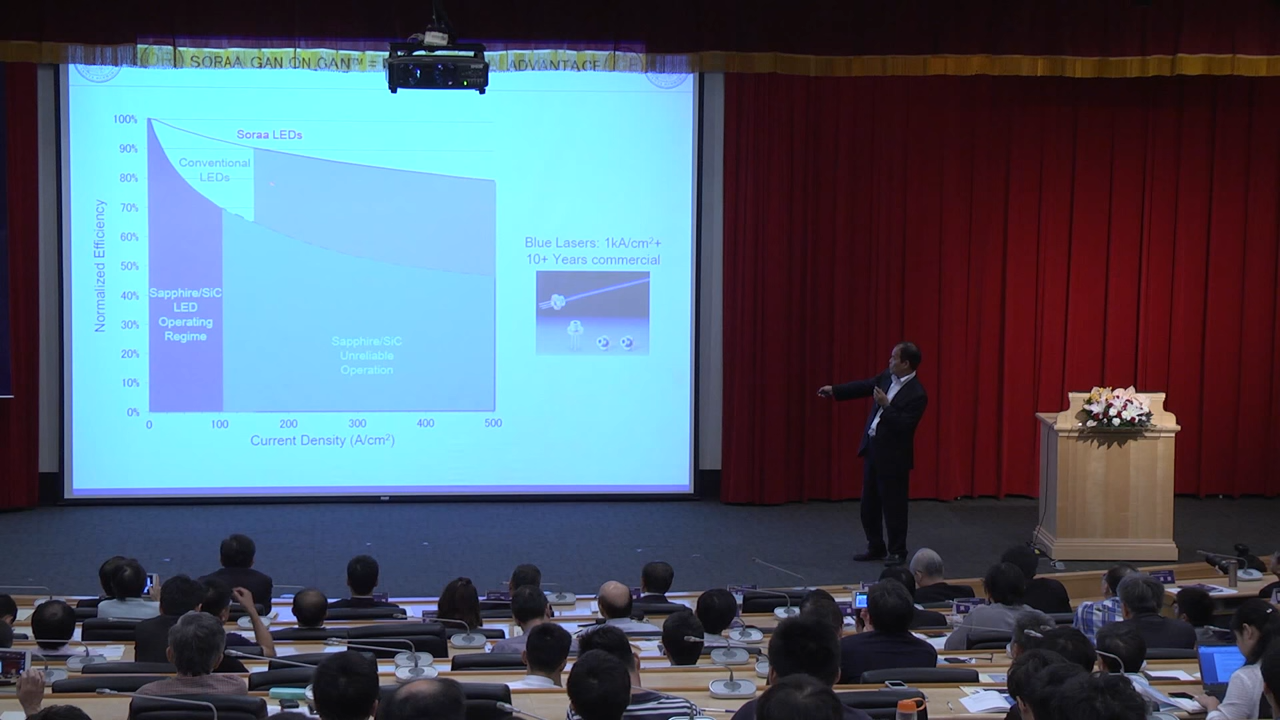 SORAA GAN ON GAN™ =
ADVANTAGE
100%
90%
80%
70%
60%
50%
40%
30%
20%
10%
0%
Normalized Efficiency
Soraa LEDs
Conventional
LEDs
Sapphire/SiC
LED
Operating
Regime
Sapphire/SiC
Unreliable
Operation
0
100
200
300
400
500
Current Density (A/cm²)
Blue Lasers: 1kA/cm²+
10+ Years commercial